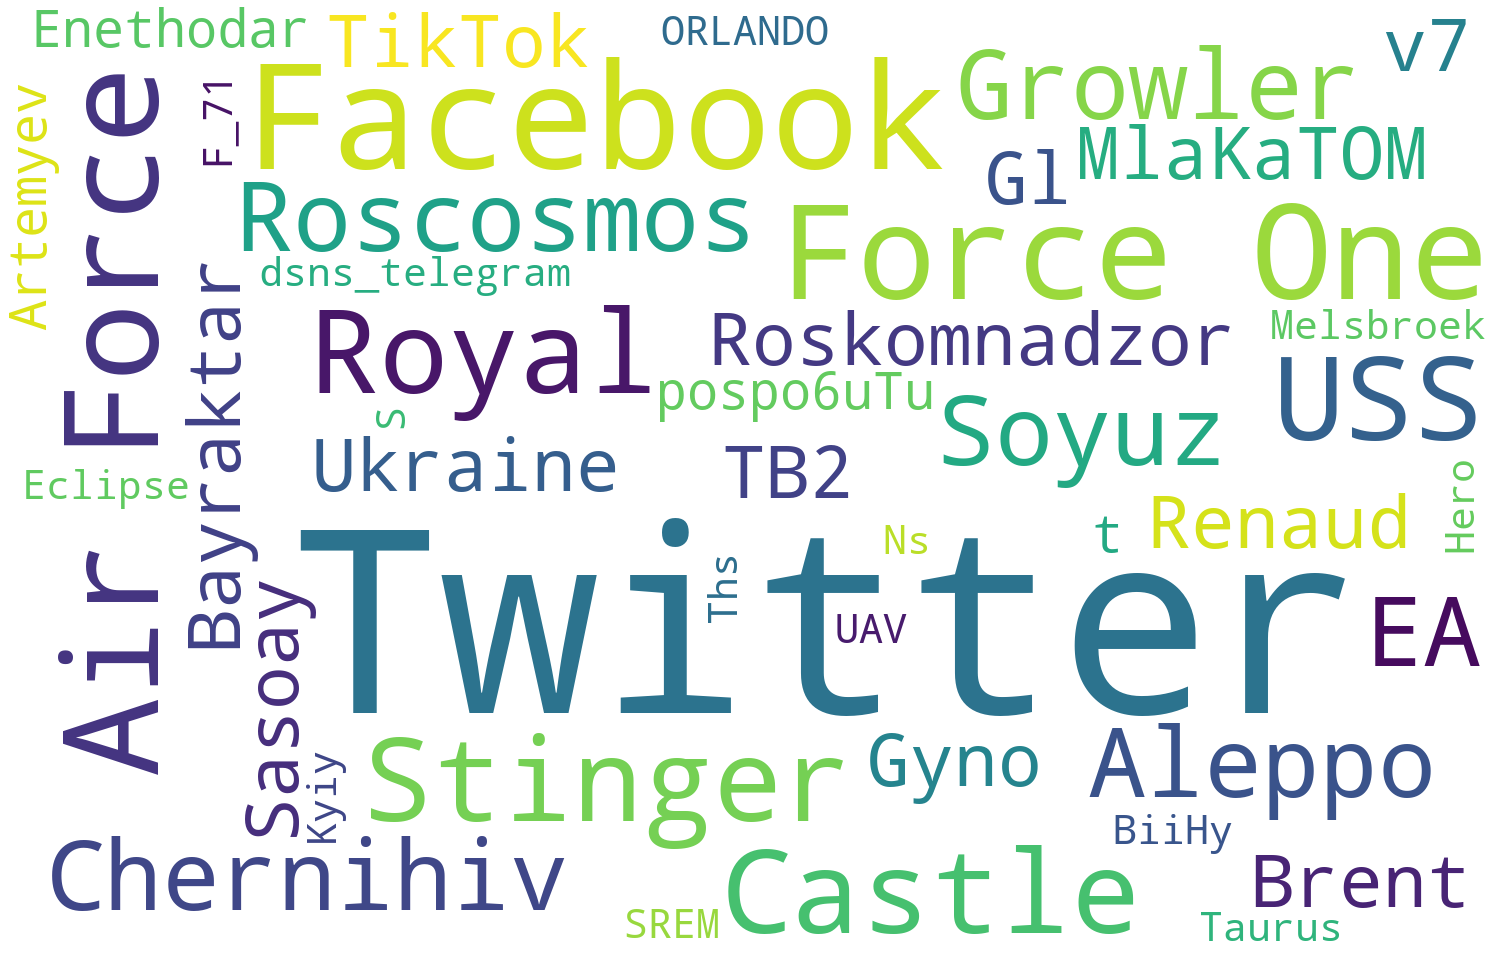 Enethodar
TikTok
ORLANDO
v7
Facebook
Growler
F_71
Artemyev
Air Force
MlaKaTOM
Gl
Roscosmos
Force One
dsns_telegram
Bayraktar
Royal
Roskomnadzor
Melsbroek
USS
pospo6uTu
S
Soyuz
Ukraine
TB2
Eclipse
Hero
Renaud
t
Ns
Twitter
Ths
UAV
EA
Sasoay
Stinger
Gyno
Aleppo
Kyiy
BiiHy
Chernihiv
Castle
Brent
SREM
Taurus